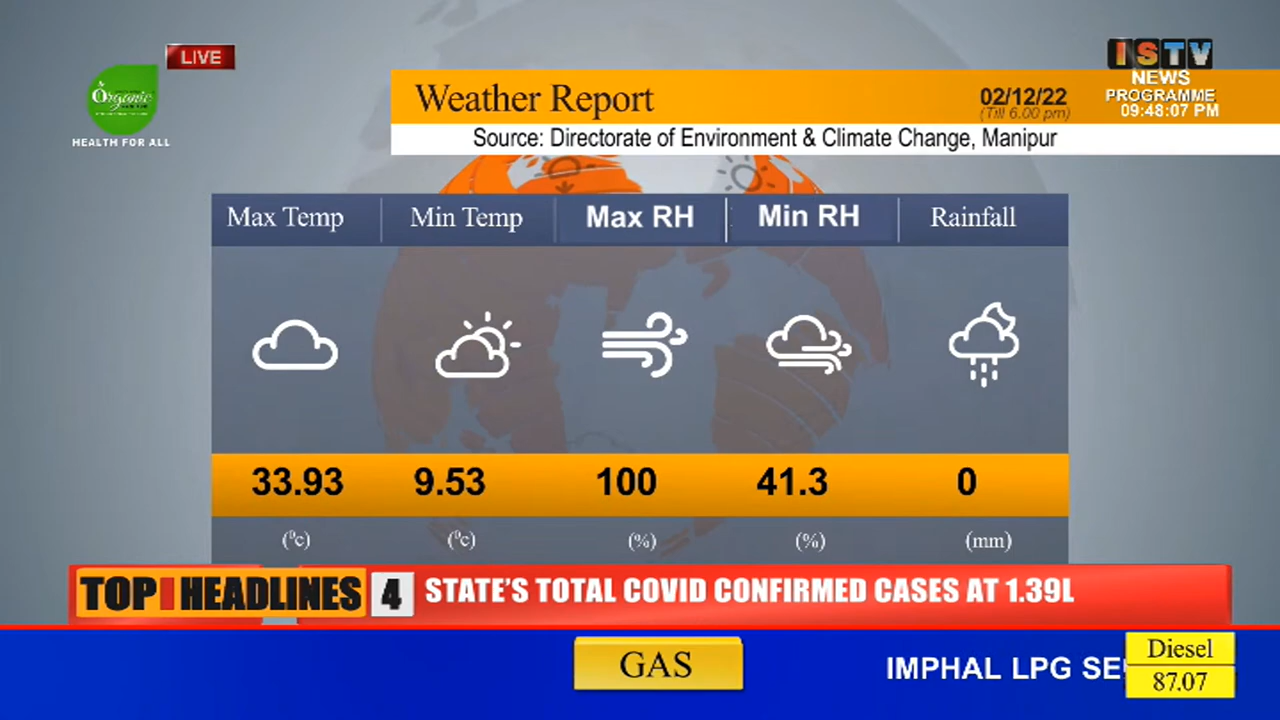 LIVE
Organic
HEALTH FOR ALL
ISTV
NEWS
PROGRAMME
09:48:07 PM
Weather Report
02/12/22
(Till 6.00 pm)
Source: Directorate of Environment & Climate Change, Manipur
Max Temp Min Temp Max RH Min RH Rainfall
33.93 9.53 100 41.3 0
(⁰c) (⁰c) (%) (%) (mm)
TOP HEADLINES 4 STATE'S TOTAL COVID CONFIRMED CASES AT 1.39L
GAS
IMPHAL LPG
Diesel
87.07